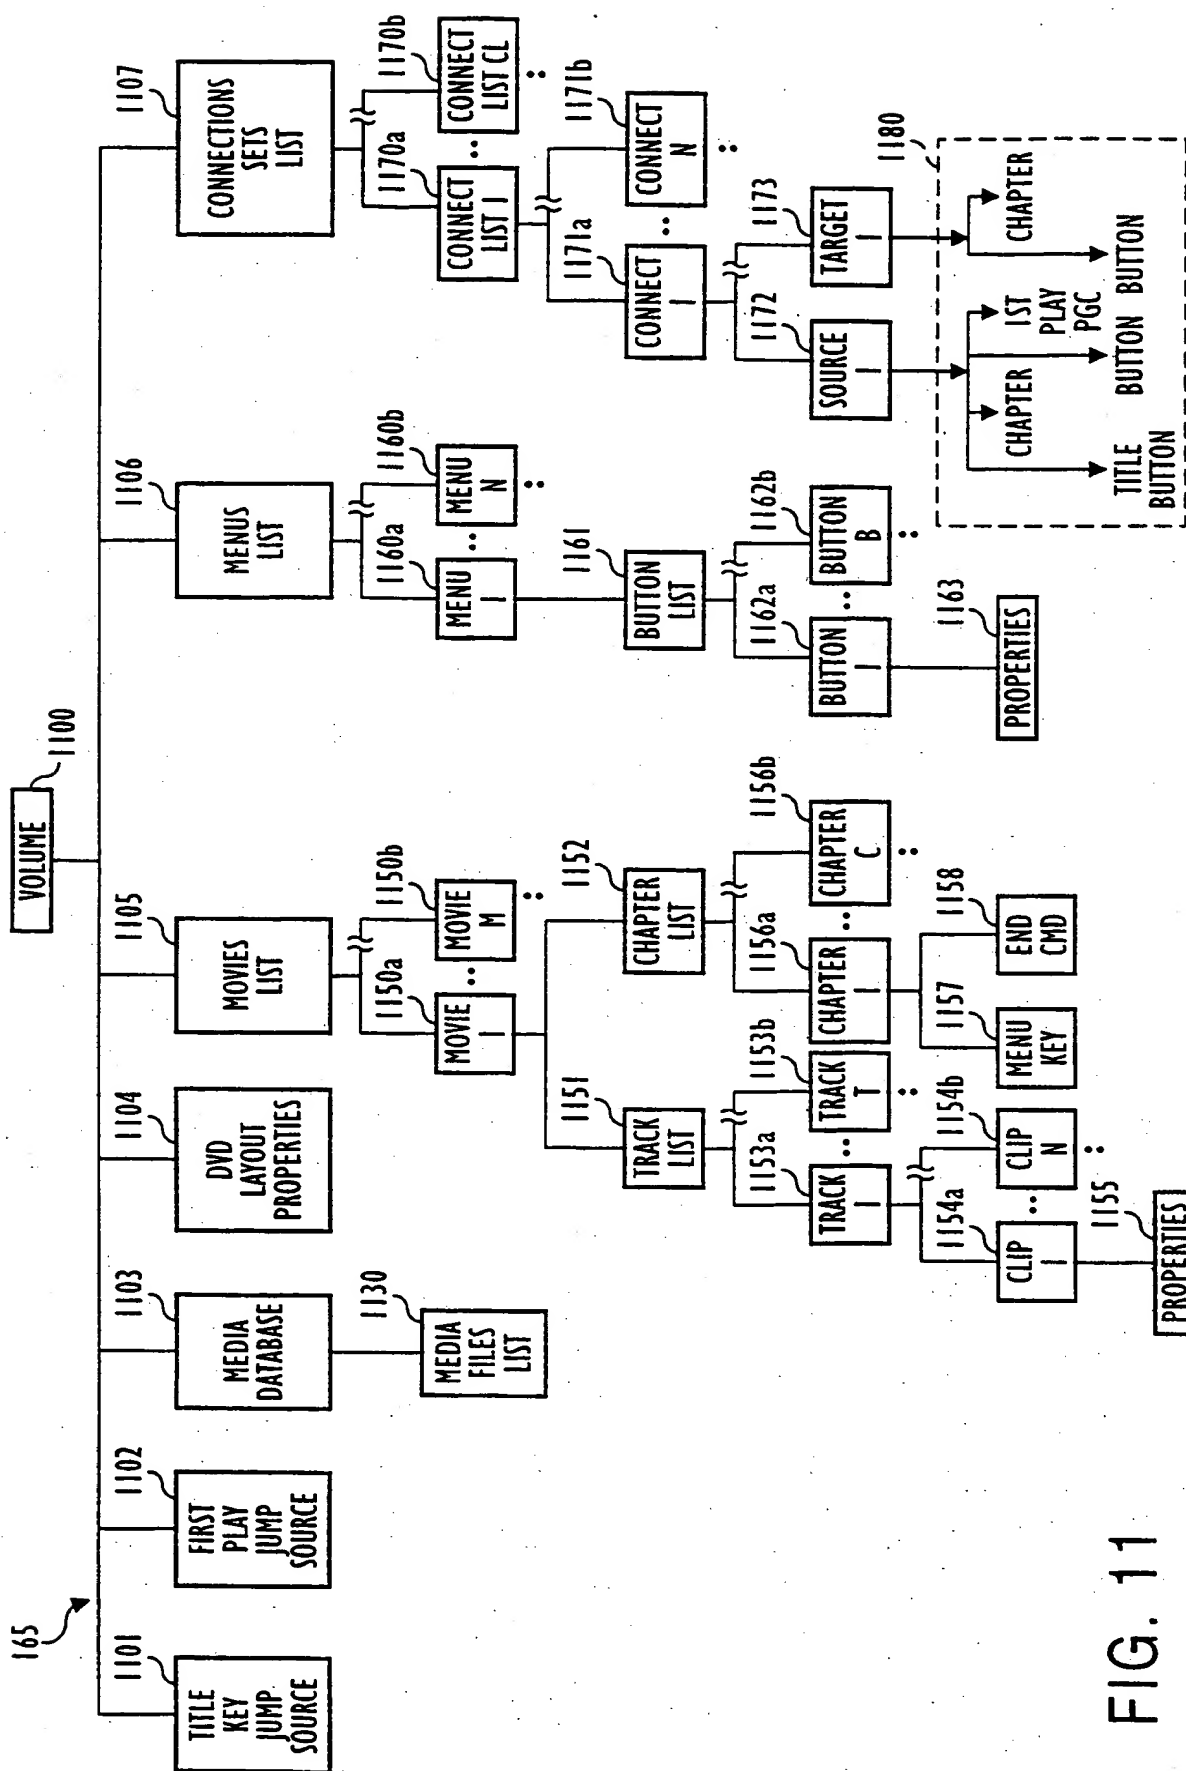 165
VOLUME
1100
1101
TITLE
KEY
JUMP
SOURCE
1102
FIRST
PLAY
JUMP
SOURCE
1103
MEDIA
DATABASE
1130
MEDIA
FILES
LIST
1104
DVD
LAYOUT
PROPERTIES
1105
MOVIES
LIST
1150a
MOVIE
1
1150b
MOVIE
M
1151
TRACK
LIST
1152
CHAPTER
LIST
1153a
TRACK
1
1153b
TRACK
T
1154a
CLIP
1
1154b
CLIP
N
1155
PROPERTIES
1156a
CHAPTER
1
1156b
CHAPTER
C
1157
MENU
KEY
1158
END
CMD
1106
MENUS
LIST
1160a
MENU
1
1160b
MENU
N
1161
BUTTON
LIST
1162a
BUTTON
1
1162b
BUTTON
B
1163
PROPERTIES
1107
CONNECTIONS
SETS
LIST
1170a
CONNECT
LIST 1
1170b
CONNECT
LIST CL
1171a
CONNECT
1
1171b
CONNECT
N
1172
SOURCE
1
1173
TARGET
1
1180
TITLE
BUTTON
CHAPTER
BUTTON
1ST
PLAY
PGC
BUTTON
CHAPTER
FIG. 11